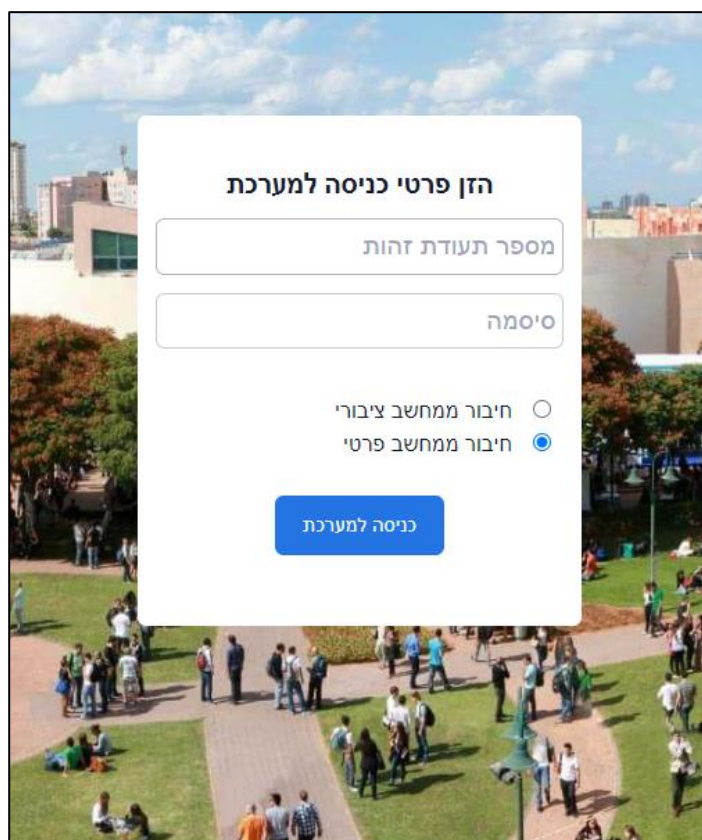 הזן פרטי כניסה למערכת
מספר תעודת זהות
סיסמה
חיבור ממחשב ציבורי
חיבור ממחשב פרטי
כניסה למערכת